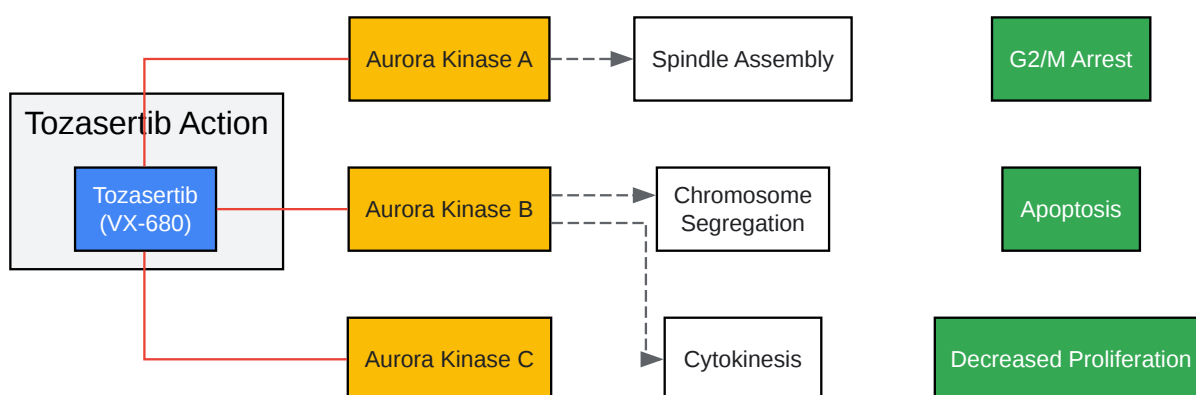 Aurora Kinase A
Spindle Assembly
G2/M Arrest
Tozasertib Action
Tozasertib
(VX-680)
Aurora Kinase B
Chromosome
Segregation
Apoptosis
Aurora Kinase C
Cytokinesis
Decreased Proliferation